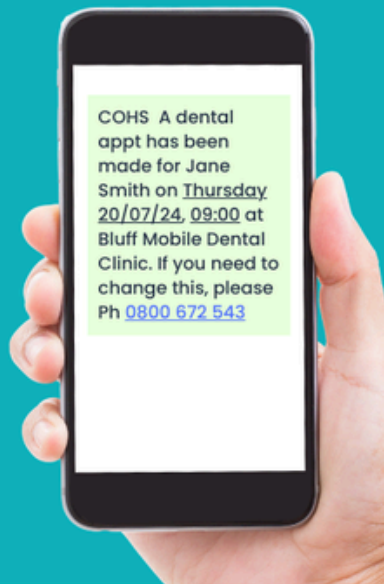 COHS  A dental
appt has been
made for Jane
Smith on Thursday
20/07/24, 09:00 at
Bluff Mobile Dental
Clinic. If you need to
change this, please
Ph 0800 672 543